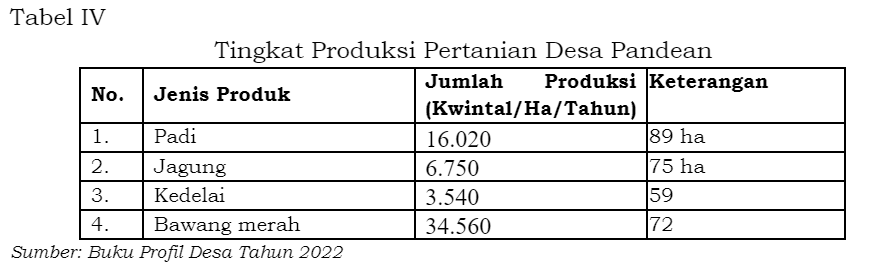 Tabel IV
Tingkat Produksi Pertanian Desa Pandean
No. Jenis Produk Jumlah Produksi (Kwintal/Ha/Tahun) Keterangan
1. Padi 16.020 89 ha
2. Jagung 6.750 75 ha
3. Kedelai 3.540 59
4. Bawang merah 34.560 72
Sumber: Buku Profil Desa Tahun 2022